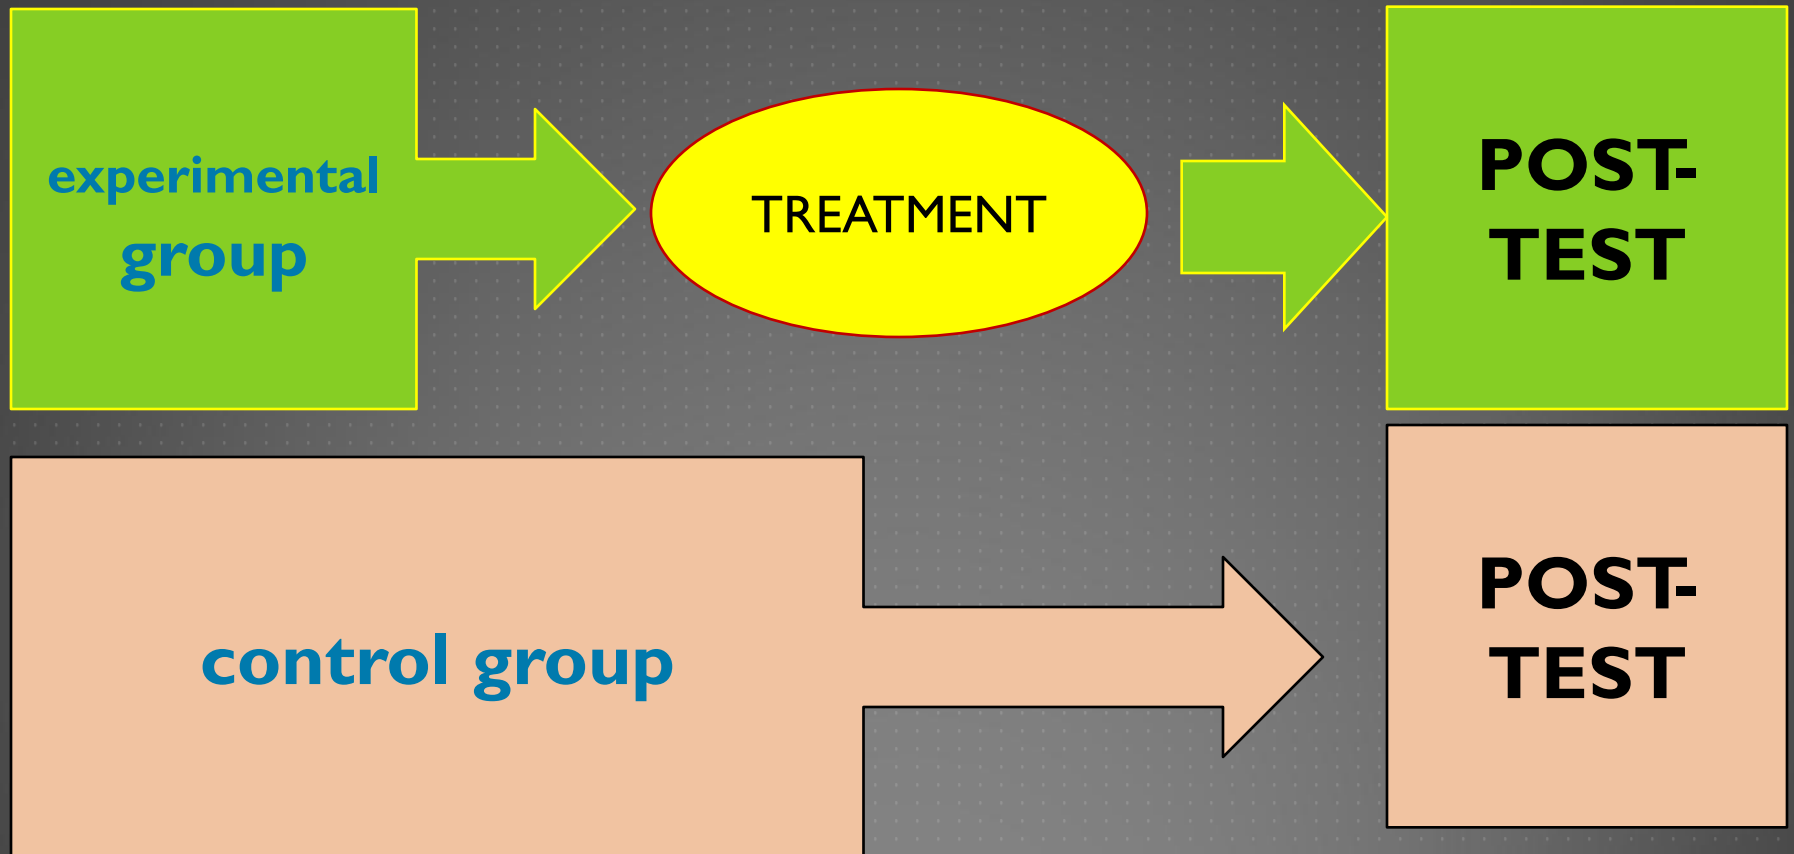 experimental
group
TREATMENT
POST-
TEST
control group
POST-
TEST